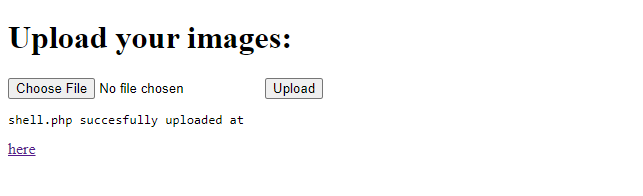 Upload your images:
Choose File No file chosen Upload
shell.php succesfully uploaded at
here